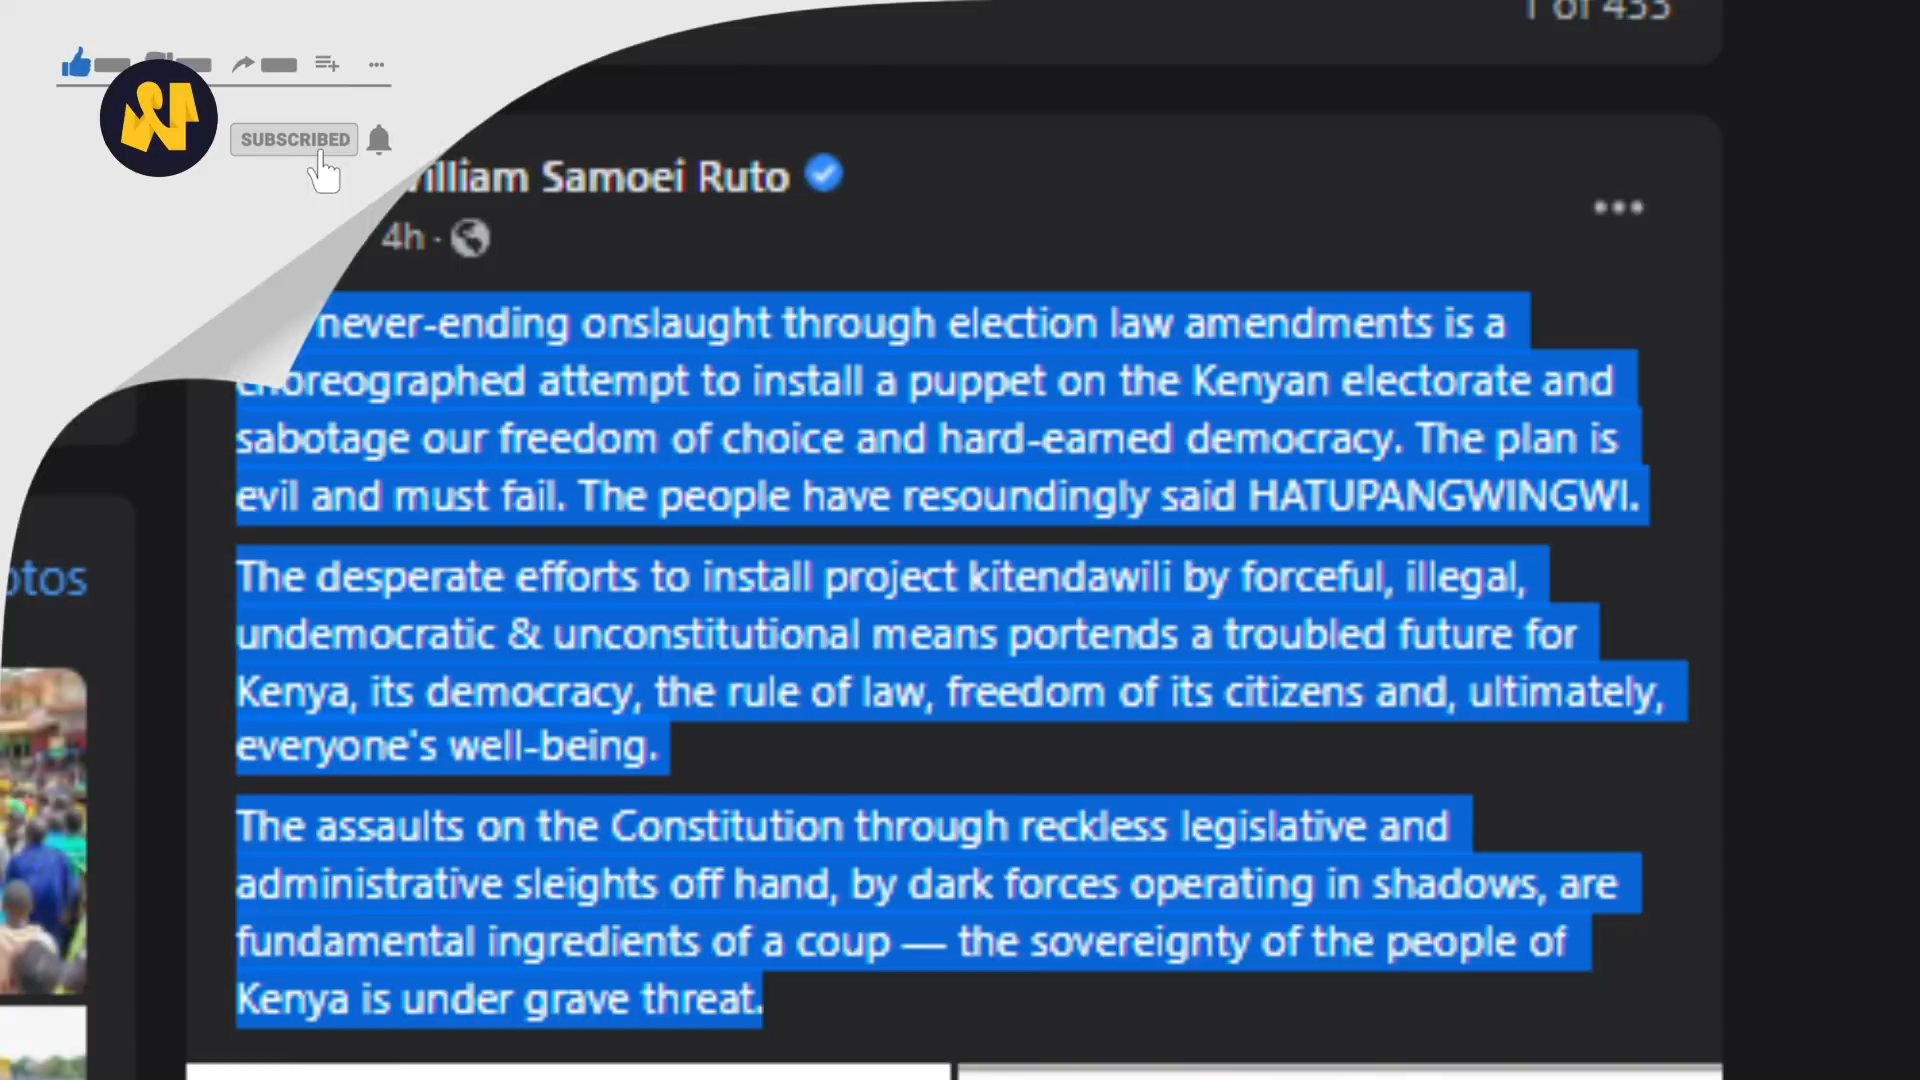 1 of 433
SUBSCRIBED
William Samoei Ruto
4h ·
never-ending onslaught through election law amendments is a
choreographed attempt to install a puppet on the Kenyan electorate and
sabotage our freedom of choice and hard-earned democracy. The plan is
evil and must fail. The people have resoundingly said HATUPANGWINGWI.
The desperate efforts to install project kitendawili by forceful, illegal,
undemocratic & unconstitutional means portends a troubled future for
Kenya, its democracy, the rule of law, freedom of its citizens and, ultimately,
everyone's well-being.
The assaults on the Constitution through reckless legislative and
administrative sleights off hand, by dark forces operating in shadows, are
fundamental ingredients of a coup — the sovereignty of the people of
Kenya is under grave threat.